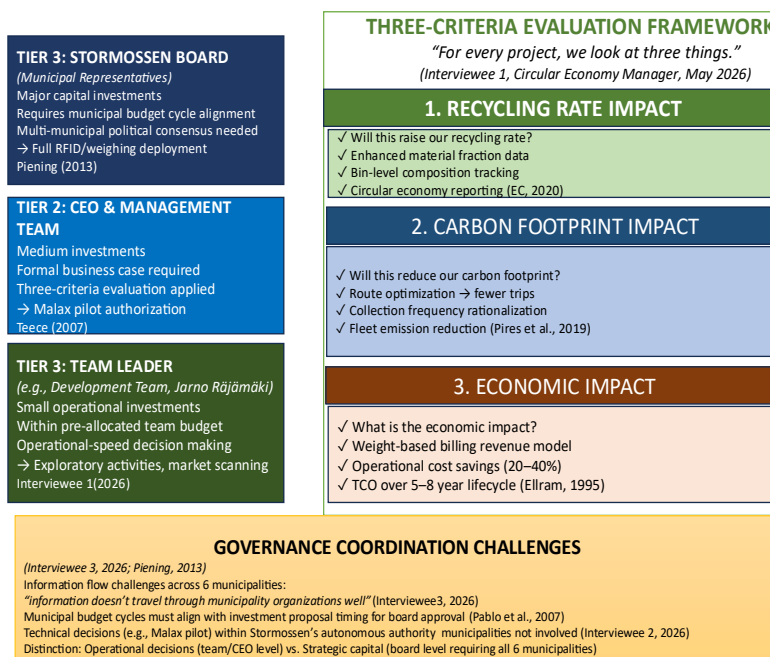 TIER 3: STORMOSSEN BOARD
(Municipal Representatives)
Major capital investments
Requires municipal budget cycle alignment
Multi-municipal political consensus needed
→ Full RFID/weighing deployment
Piening (2013)
TIER 2: CEO & MANAGEMENT
TEAM
Medium investments
Formal business case required
Three-criteria evaluation applied
→ Malax pilot authorization
Teece (2007)
TIER 3: TEAM LEADER
(e.g., Development Team, Jarno Räjämäki)
Small operational investments
Within pre-allocated team budget
Operational-speed decision making
→ Exploratory activities, market scanning
Interviewee 1(2026)
THREE-CRITERIA EVALUATION FRAMEWORK
“For every project, we look at three things.”
(Interviewee 1, Circular Economy Manager, May 2026)
1. RECYCLING RATE IMPACT
✓ Will this raise our recycling rate?
✓ Enhanced material fraction data
✓ Bin-level composition tracking
✓ Circular economy reporting (EC, 2020)
2. CARBON FOOTPRINT IMPACT
✓ Will this reduce our carbon footprint?
✓ Route optimization → fewer trips
✓ Collection frequency rationalization
✓ Fleet emission reduction (Pires et al., 2019)
3. ECONOMIC IMPACT
✓ What is the economic impact?
✓ Weight-based billing revenue model
✓ Operational cost savings (20–40%)
✓ TCO over 5–8 year lifecycle (Ellram, 1995)
GOVERNANCE COORDINATION CHALLENGES
(Interviewee 3, 2026; Piening, 2013)
Information flow challenges across 6 municipalities:
“information doesn’t travel through municipality organizations well” (Interviewee3, 2026)
Municipal budget cycles must align with investment proposal timing for board approval (Pablo et al., 2007)
Technical decisions (e.g., Malax pilot) within Stormossen’s autonomous authority municipalities not involved (Interviewee 2, 2026)
Distinction: Operational decisions (team/CEO level) vs. Strategic capital (board level requiring all 6 municipalities)